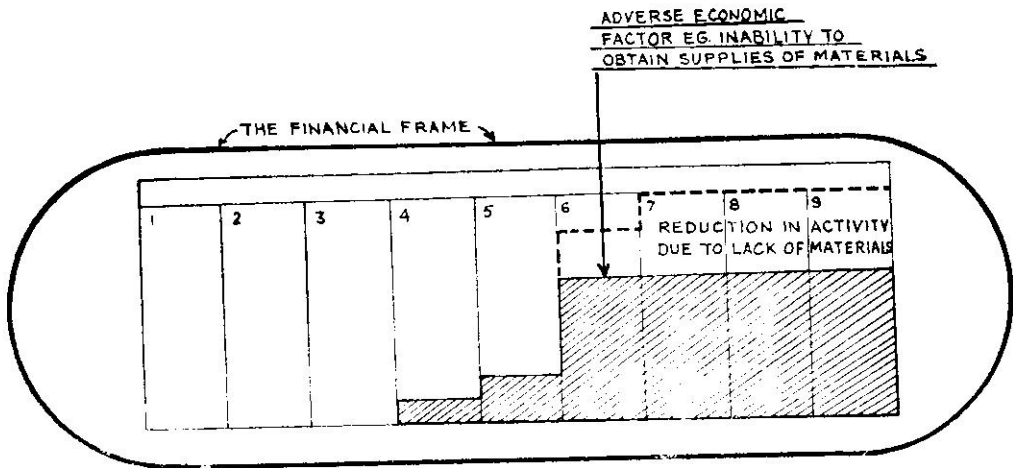 ADVERSE ECONOMIC
FACTOR EG. INABILITY TO
OBTAIN SUPPLIES OF MATERIALS
THE FINANCIAL FRAME
1 2 3 4 5 6 7 8 9
REDUCTION IN ACTIVITY
DUE TO LACK OF MATERIALS